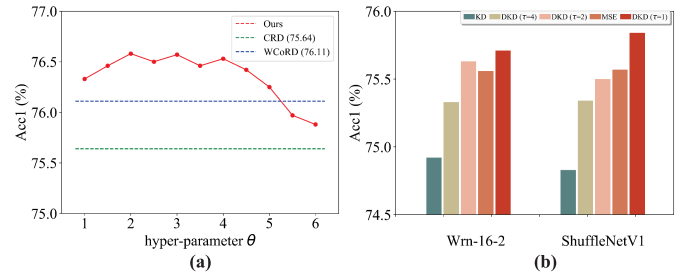 77.0
76.5
76.0
75.5
75.0
Acc1 (%)
Ours
CRD (75.64)
WCoRD (76.11)
1 2 3 4 5 6
hyper-parameter θ
(a)
76.0
75.5
75.0
74.5
Acc1 (%)
KD DKD (τ=4) DKD (τ=2) MSE DKD (τ=1)
Wrn-16-2 ShuffleNetV1
(b)